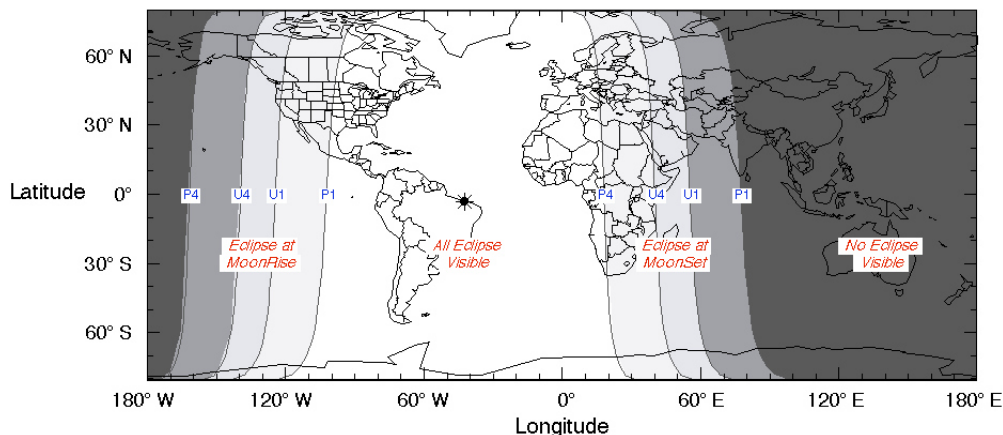 60° N
30° N
Latitude 0°
P4 U4 U1 P1 P4 U4 U1 P1
Eclipse at
MoonRise
All Eclipse
Visible
Eclipse at
MoonSet
No Eclipse
Visible
30° S
60° S
180° W 120° W 60° W 0° 60° E 120° E 180° E
Longitude